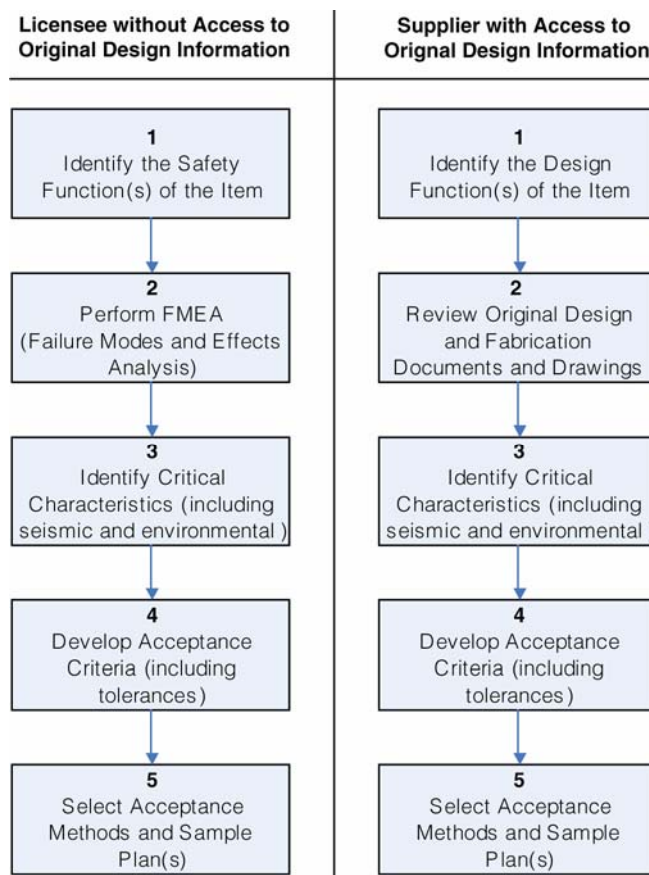 Licensee without Access to
Original Design Information
1
Identify the Safety
Function(s) of the Item
2
Perform FMEA
(Failure Modes and Effects
Analysis)
3
Identify Critical
Characteristics (including
seismic and environmental)
4
Develop Acceptance
Criteria (including
tolerances)
5
Select Acceptance
Methods and Sample
Plan(s)
Supplier with Access to
Orignal Design Information
1
Identify the Design
Function(s) of the Item
2
Review Original Design
and Fabrication
Documents and Drawings
3
Identify Critical
Characteristics (including
seismic and environmental
4
Develop Acceptance
Criteria (including
tolerances)
5
Select Acceptance
Methods and Sample
Plan(s)